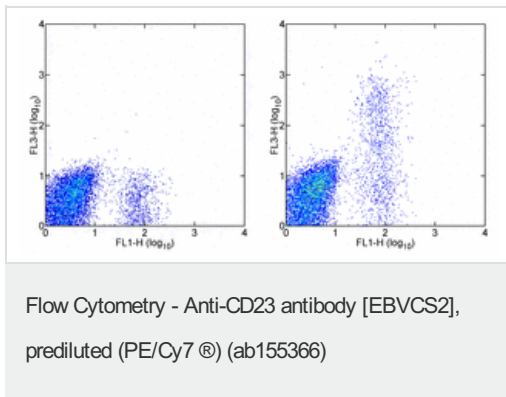 4 4
3 3
FL3-H (log10) FL3-H (log10)
2 2
1 1
0 0
0 1 2 3 4 0 1 2 3 4
FL1-H (log10) FL1-H (log10)
Flow Cytometry - Anti-CD23 antibody [EBVCS2],
prediluted (PE/Cy7 ®) (ab155366)